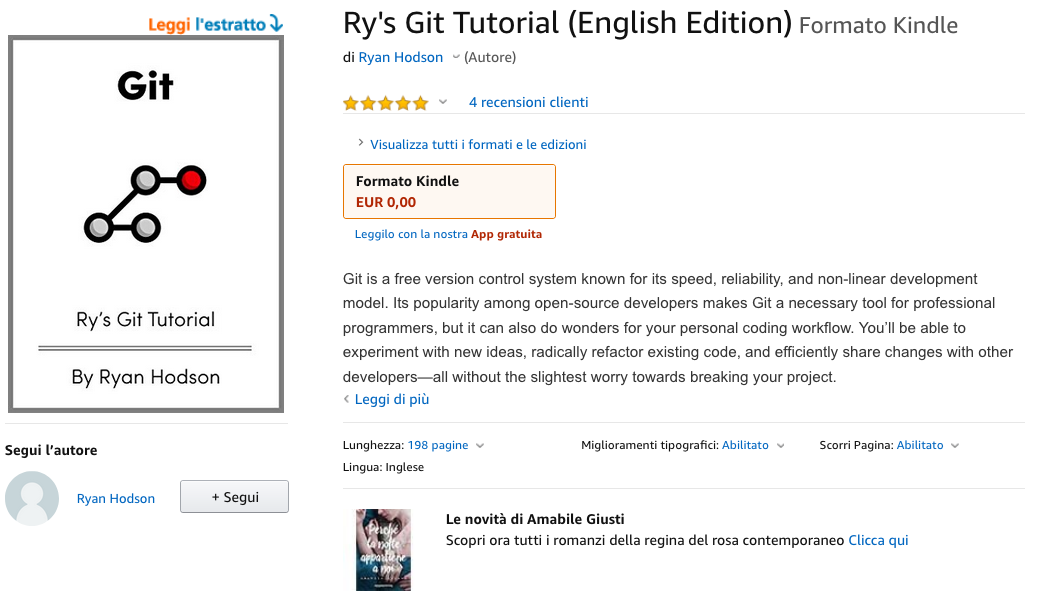 Leggi l'estratto
Git
Ry's Git Tutorial
By Ryan Hodson
Segui l'autore
Ryan Hodson
+ Segui
Ry's Git Tutorial (English Edition) Formato Kindle
di Ryan Hodson (Autore)
4 recensioni clienti
Visualizza tutti i formati e le edizioni
Formato Kindle
EUR 0,00
Leggilo con la nostra App gratuita
Git is a free version control system known for its speed, reliability, and non-linear development
model. Its popularity among open-source developers makes Git a necessary tool for professional
programmers, but it can also do wonders for your personal coding workflow. You’ll be able to
experiment with new ideas, radically refactor existing code, and efficiently share changes with other
developers—all without the slightest worry towards breaking your project.
Leggi di più
Lunghezza: 198 pagine Miglioramenti tipografici: Abilitato Scorri Pagina: Abilitato
Lingua: Inglese
Perché
la notte
appartiene
a noi
Le novità di Amabile Giusti
Scopri ora tutti i romanzi della regina del rosa contemporaneo Clicca qui